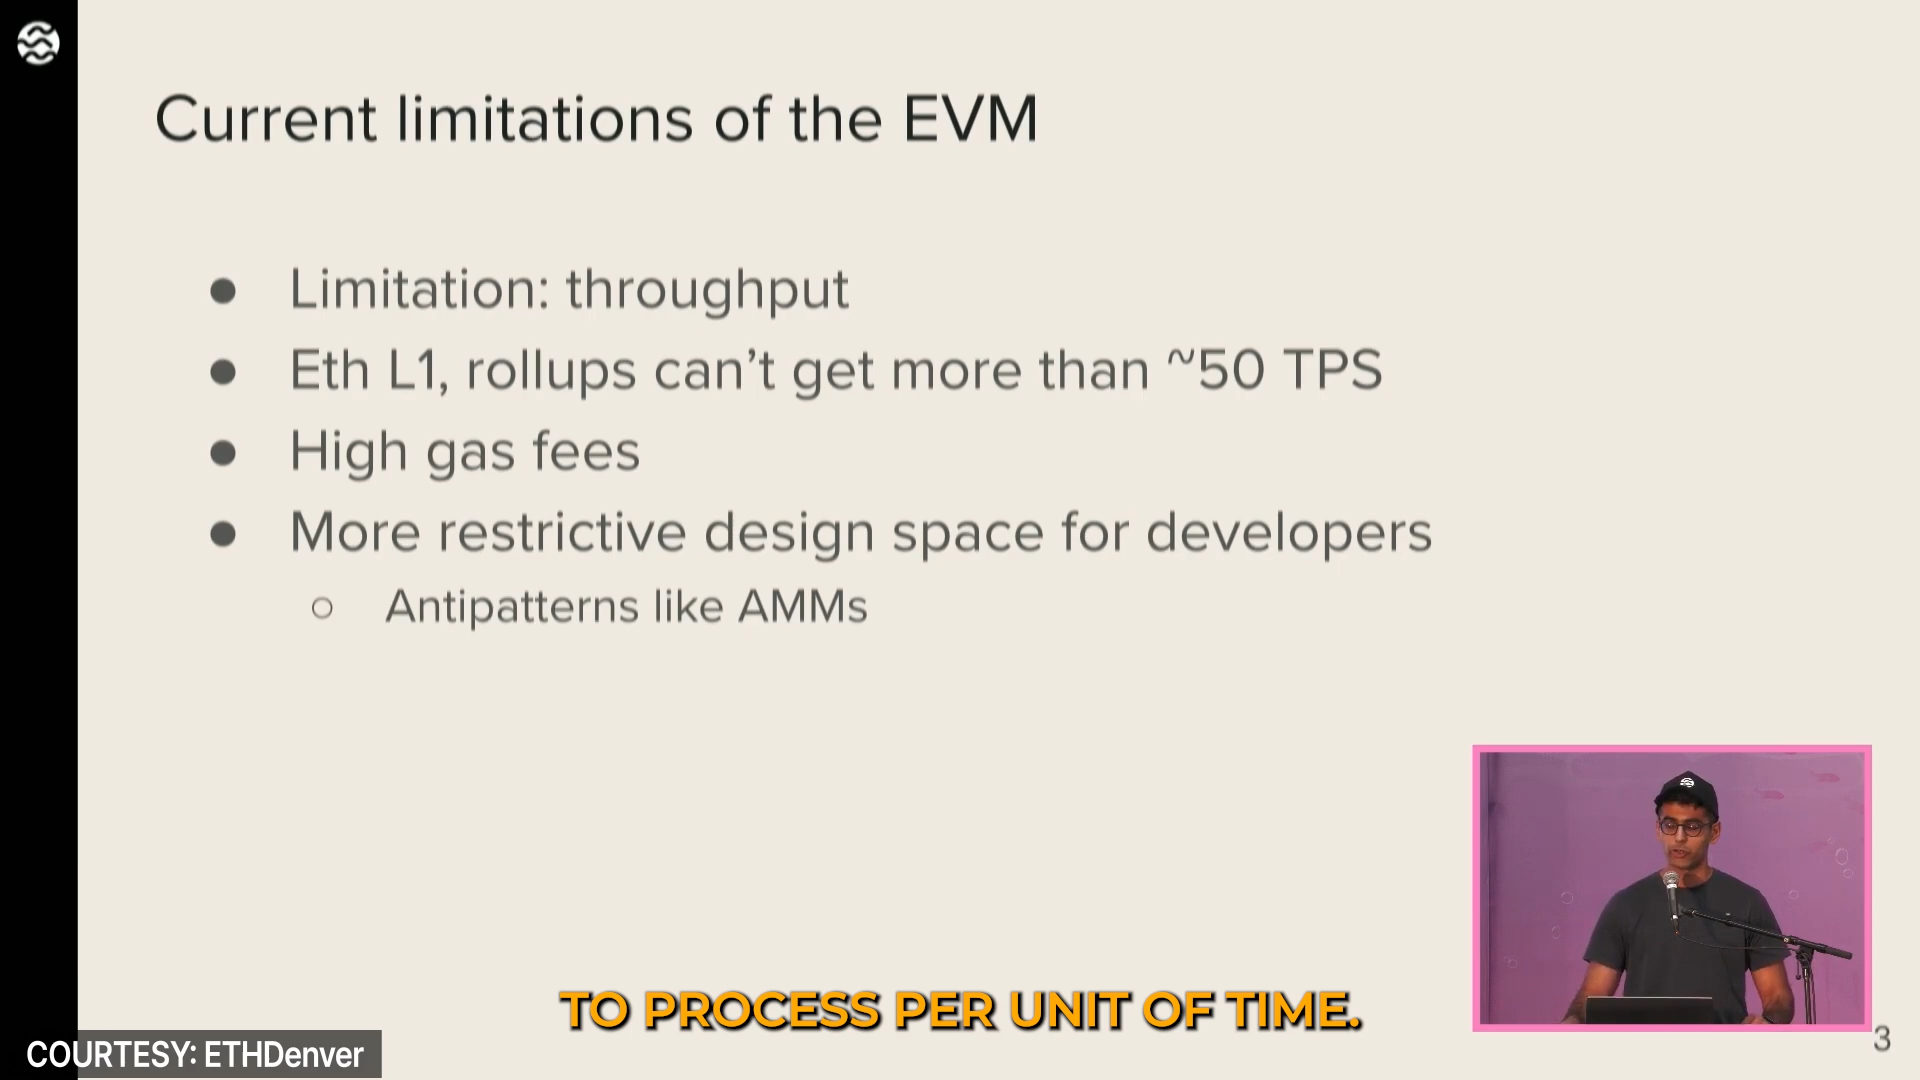 Current limitations of the EVM
● Limitation: throughput
● Eth L1, rollups can’t get more than ~50 TPS
● High gas fees
● More restrictive design space for developers
○ Antipatterns like AMMs
TO PROCESS PER UNIT OF TIME.
COURTESY: ETHDenver
3